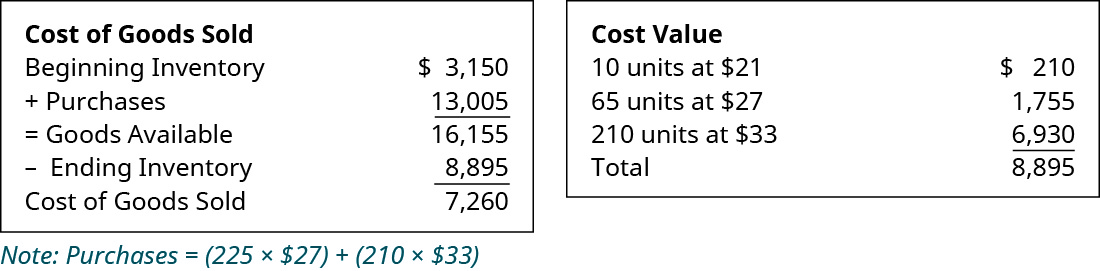 Cost of Goods Sold
Beginning Inventory $ 3,150
+ Purchases 13,005
= Goods Available 16,155
– Ending Inventory 8,895
Cost of Goods Sold 7,260
Cost Value
10 units at $21 $ 210
65 units at $27 1,755
210 units at $33 6,930
Total 8,895
Note: Purchases = (225 × $27) + (210 × $33)